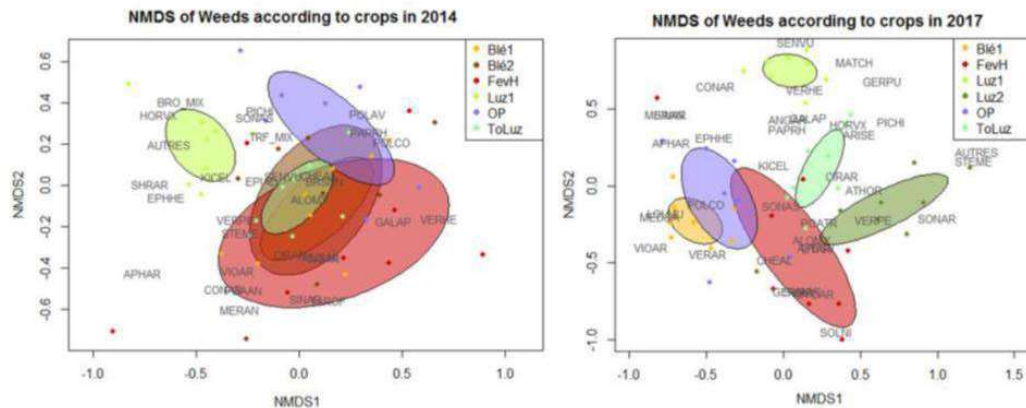 NMDS of Weeds according to crops in 2014
Blé1
Blé2
FevH
Luz1
OP
ToLuz
BRO_MIX
HORVX
PICHI
SONAS
POLAV
AUTRES
TRF_MIX
PAPRH
PULCO
KICEL
SHRAR
EPHHE
ALOMY
GALAP
VERHE
STEME
APHAR
VIOAR
MERAN
NMDS2
0.6
0.4
0.2
0.0
-0.2
-0.4
-0.6
-1.0
-0.5
0.0
0.5
1.0
NMDS1
NMDS of Weeds according to crops in 2017
Blé1
FevH
Luz1
Luz2
OP
ToLuz
SENVU
MATCH
CONAR
GERPU
VERHE
HORVX
PICHI
PAPRH
ARISE
APHAR
EPHHE
AUTRES
KICEL
STEME
CIRAR
ATHOR
PULCO
SONAS
VERPE
SONAR
VIOAR
VERAR
CHEAL
SOLNI
NMDS2
0.5
0.0
-0.5
-1.0
-1.0
-0.5
0.0
0.5
1.0
1.5
NMDS1